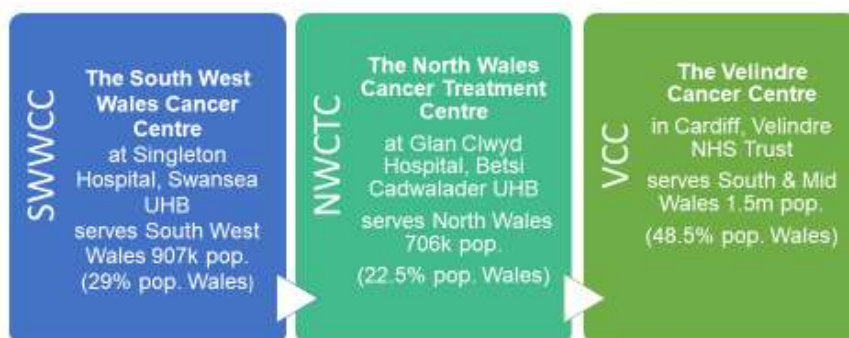 SWWCC
The South West
Wales Cancer
Centre
at Singleton
Hospital, Swansea
UHB
serves South West
Wales 907k pop.
(29% pop. Wales)
NWCTC
The North Wales
Cancer Treatment
Centre
at Glan Clwyd
Hospital, Betsi
Cadwalader UHB
serves North Wales
706k pop.
(22.5% pop. Wales)
VCC
The Velindre
Cancer Centre
in Cardiff, Velindre
NHS Trust
serves South & Mid
Wales 1.5m pop.
(48.5% pop. Wales)